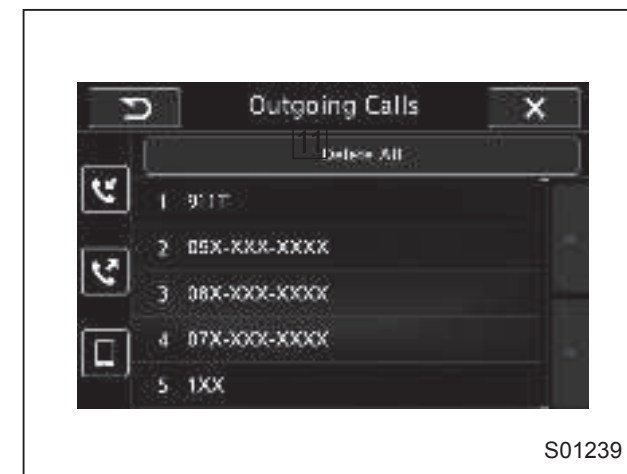 Outgoing Calls
11
Delete All
1
2 09X-XXX-XXXX
3 08X-XXX-XXXX
4 07X-XXX-XXXX
5 1XX
S01239